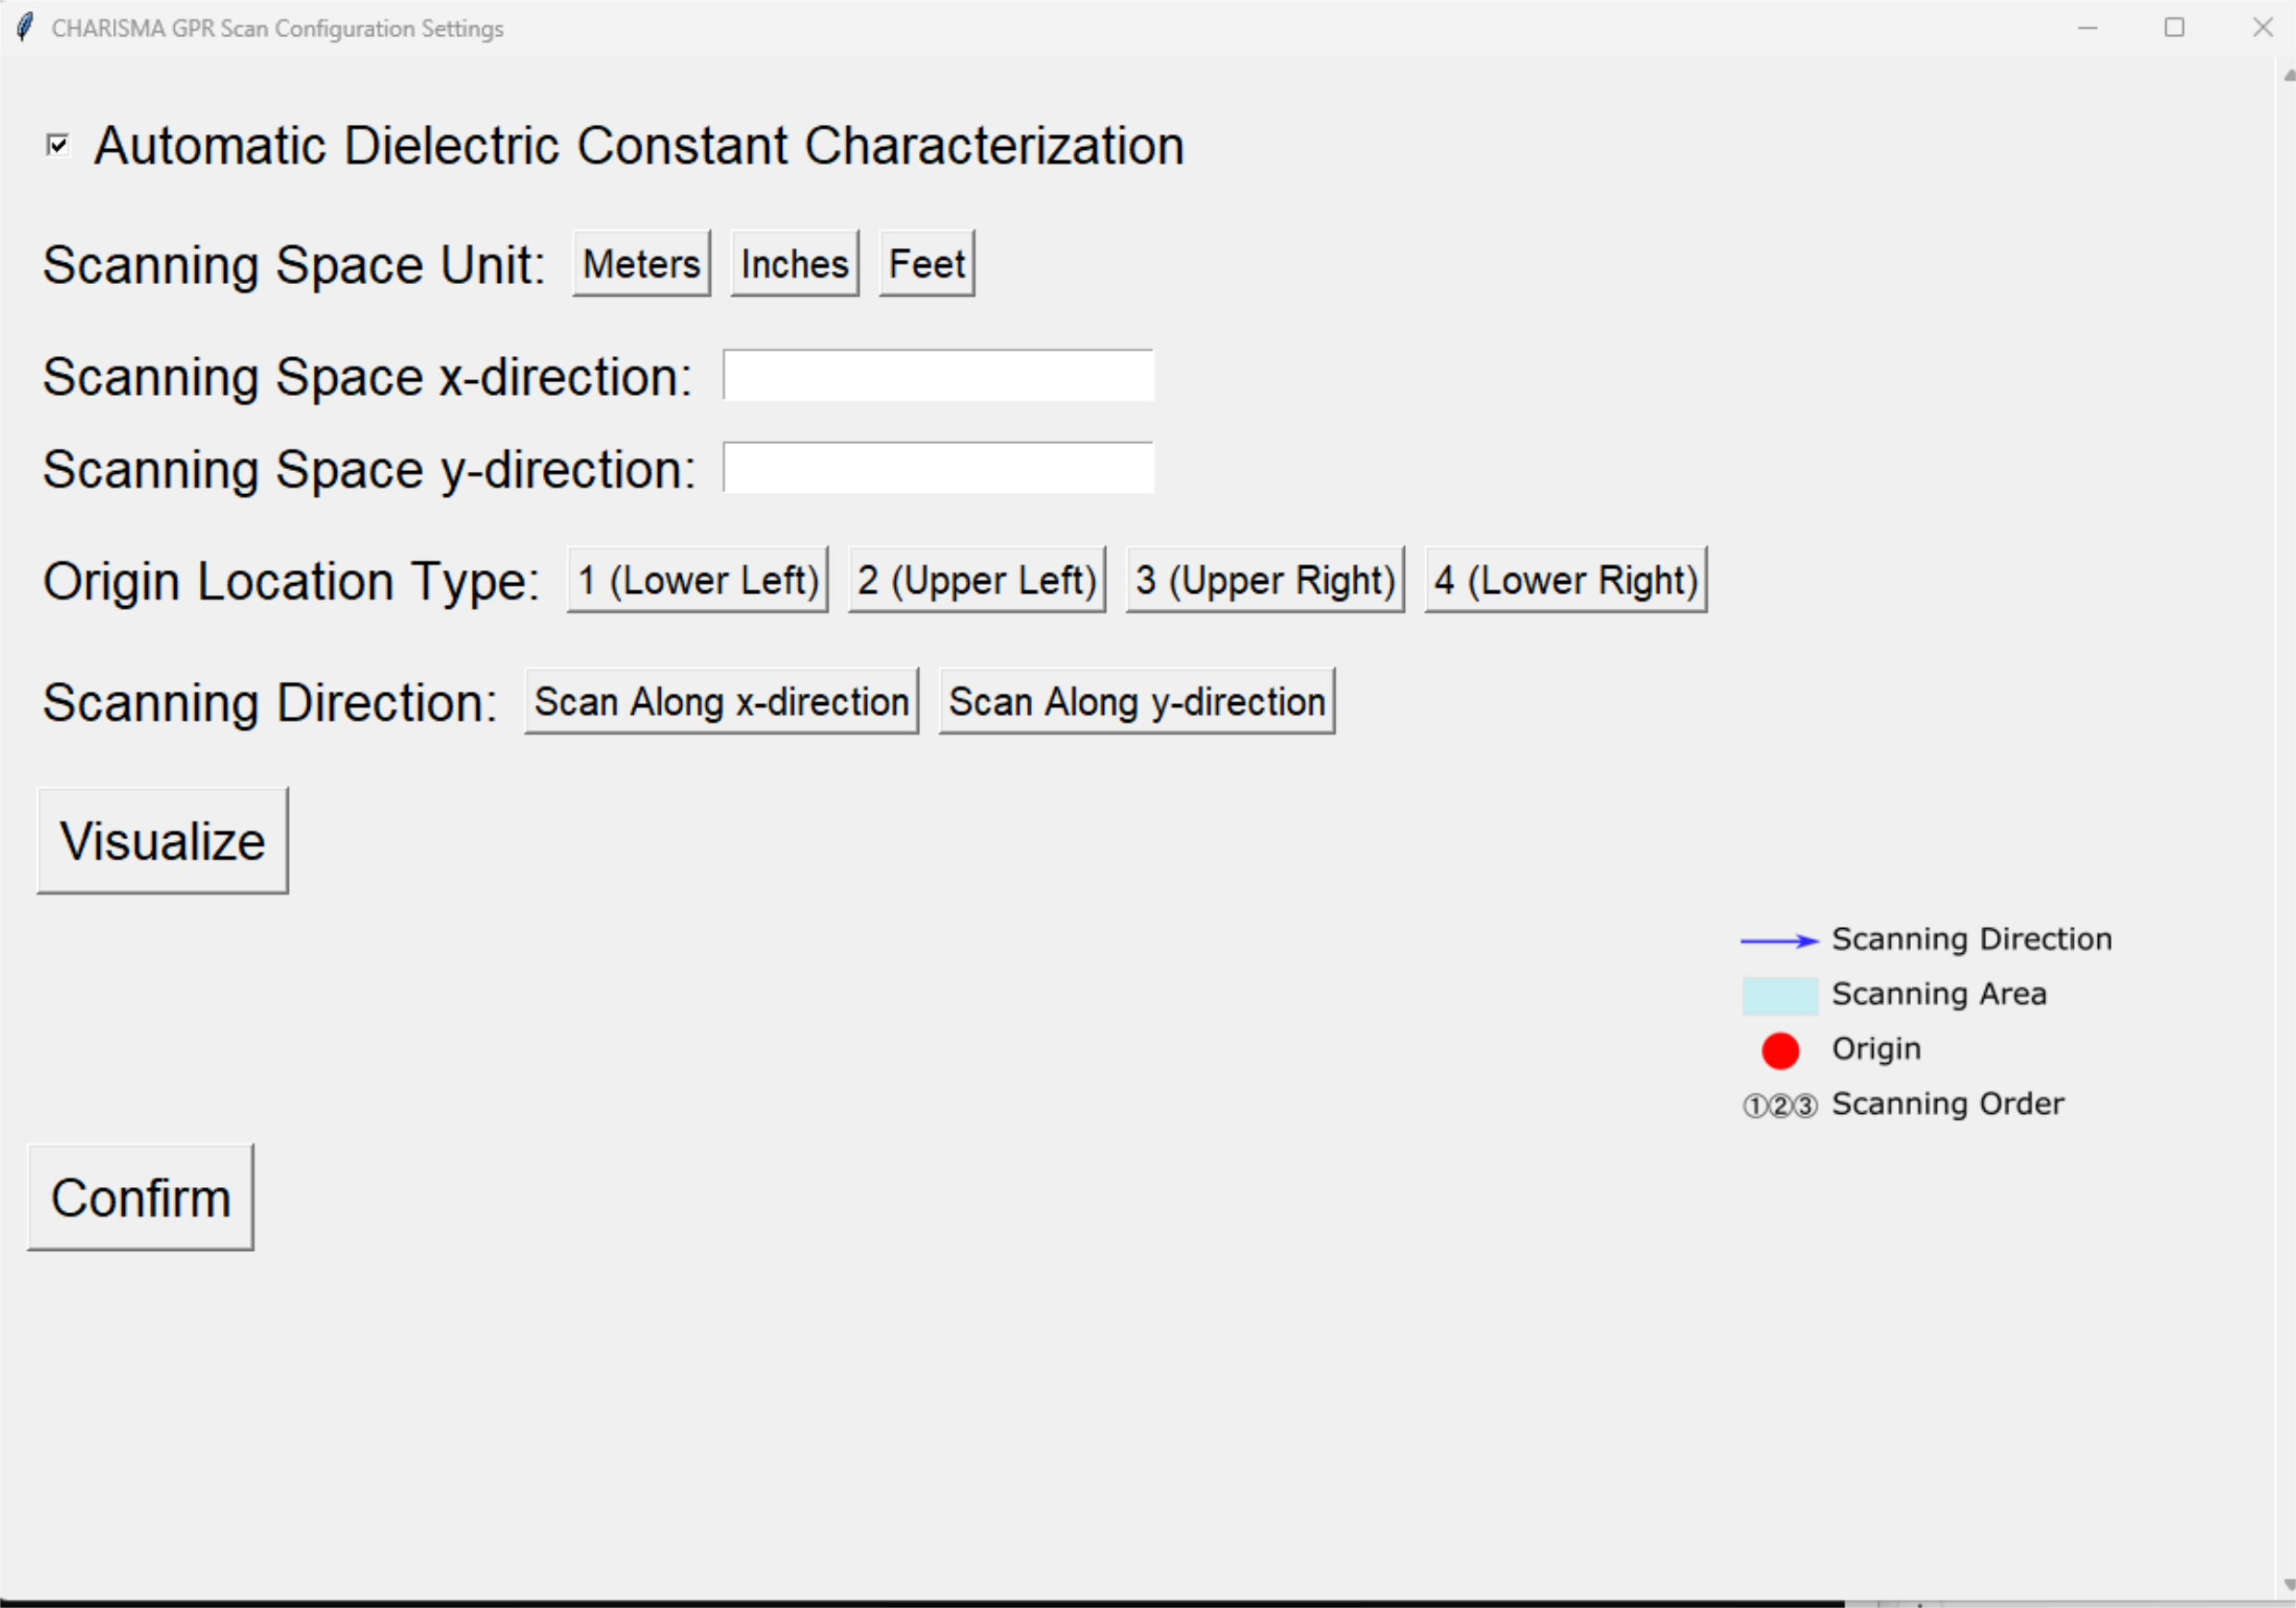 CHARISMA GPR Scan Configuration Settings
Automatic Dielectric Constant Characterization
Scanning Space Unit: Meters Inches Feet
Scanning Space x-direction:
Scanning Space y-direction:
Origin Location Type: 1 (Lower Left) 2 (Upper Left) 3 (Upper Right) 4 (Lower Right)
Scanning Direction: Scan Along x-direction Scan Along y-direction
Visualize
Scanning Direction
Scanning Area
Origin
①②③ Scanning Order
Confirm